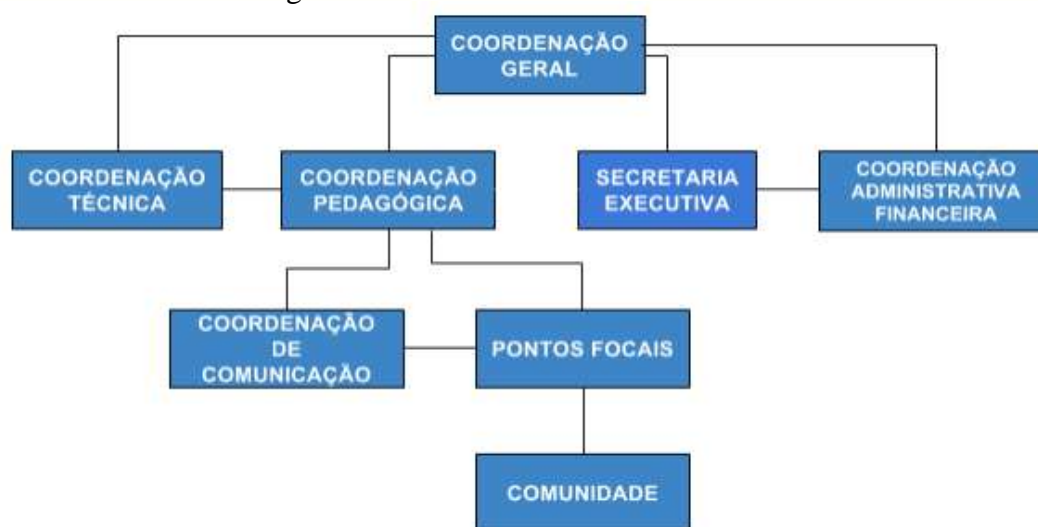 COORDENAÇÃO
GERAL
COORDENAÇÃO
TÉCNICA
COORDENAÇÃO
PEDAGÓGICA
SECRETARIA
EXECUTIVA
COORDENAÇÃO
ADMINISTRATIVA
FINANCEIRA
COORDENAÇÃO
DE
COMUNICAÇÃO
PONTOS FOCAIS
COMUNIDADE